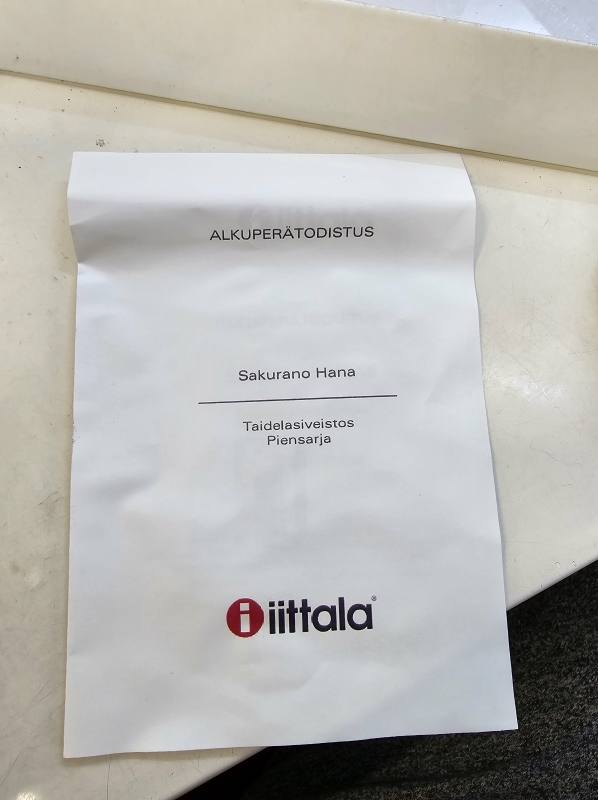 ALKUPERÄTODISTUS
Sakurano Hana
Taidelasiveistos
Piensarja
i iittala®